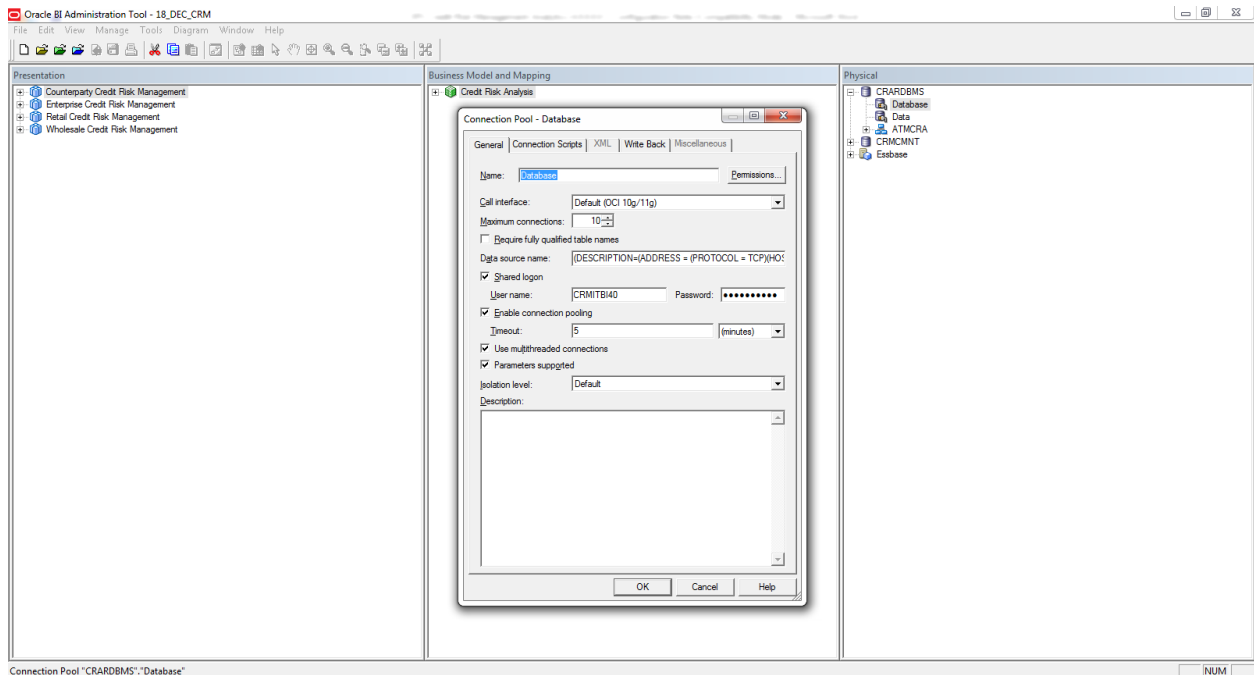 Oracle BI Administration Tool - 18_DEC_CRM
File Edit View Manage Tools Diagram Window Help
Presentation
Counterparty Credit Risk Management
Enterprise Credit Risk Management
Retail Credit Risk Management
Wholesale Credit Risk Management
Business Model and Mapping
Credit Risk Analysis
Physical
CRARDBMS
Database
Data
ATMCRA
CRMCMNT
Essbase
Connection Pool - Database
General Connection Scripts XML Write Back Miscellaneous
Name: Database Permissions...
Call interface: Default (OCI 10g/11g)
Maximum connections: 10
Require fully qualified table names
Data source name: (DESCRIPTION=(ADDRESS = (PROTOCOL = TCP)(HOS
Shared logon
User name: CRMITBI40 Password: ●●●●●●●●●●
Enable connection pooling
Timeout: 5 (minutes)
Use multithreaded connections
Parameters supported
Isolation level: Default
Description:
OK Cancel Help
Connection Pool "CRARDBMS"."Database" NUM